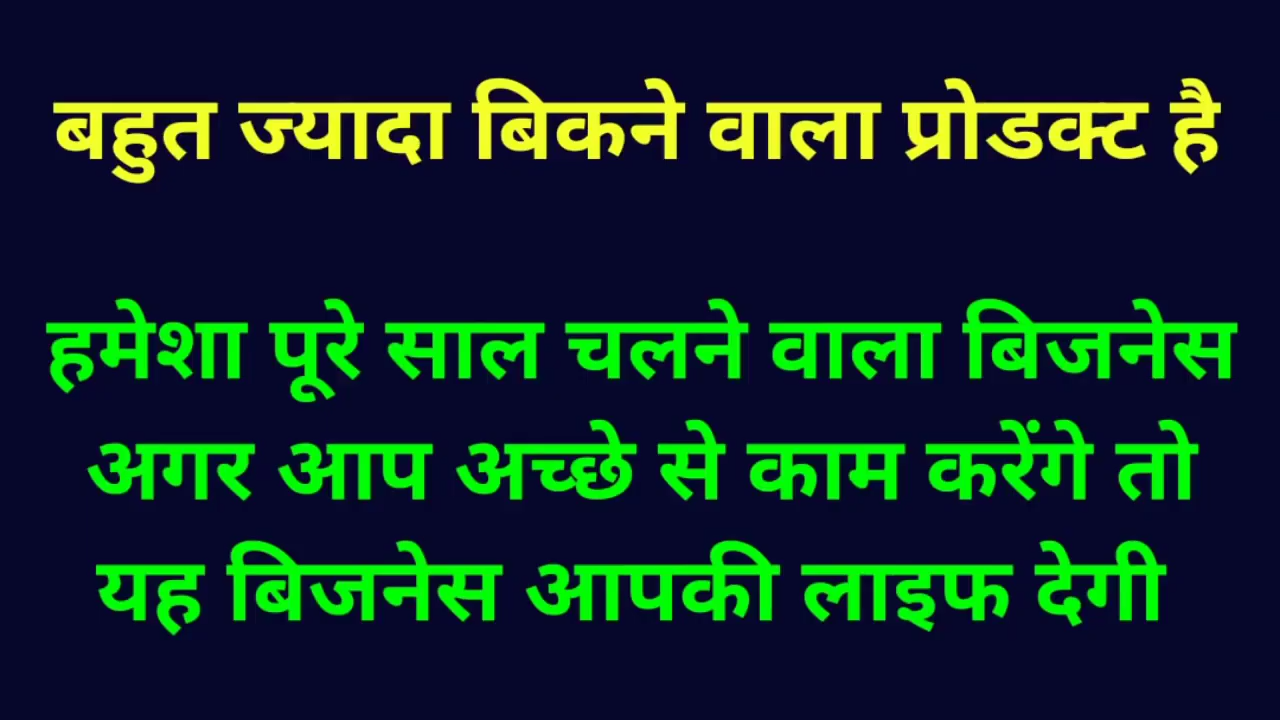 बहुत ज्यादा बिकने वाला प्रोडक्ट है
हमेशा पूरे साल चलने वाला बिजनेस
अगर आप अच्छे से काम करेंगे तो
यह बिजनेस आपकी लाइफ देगी